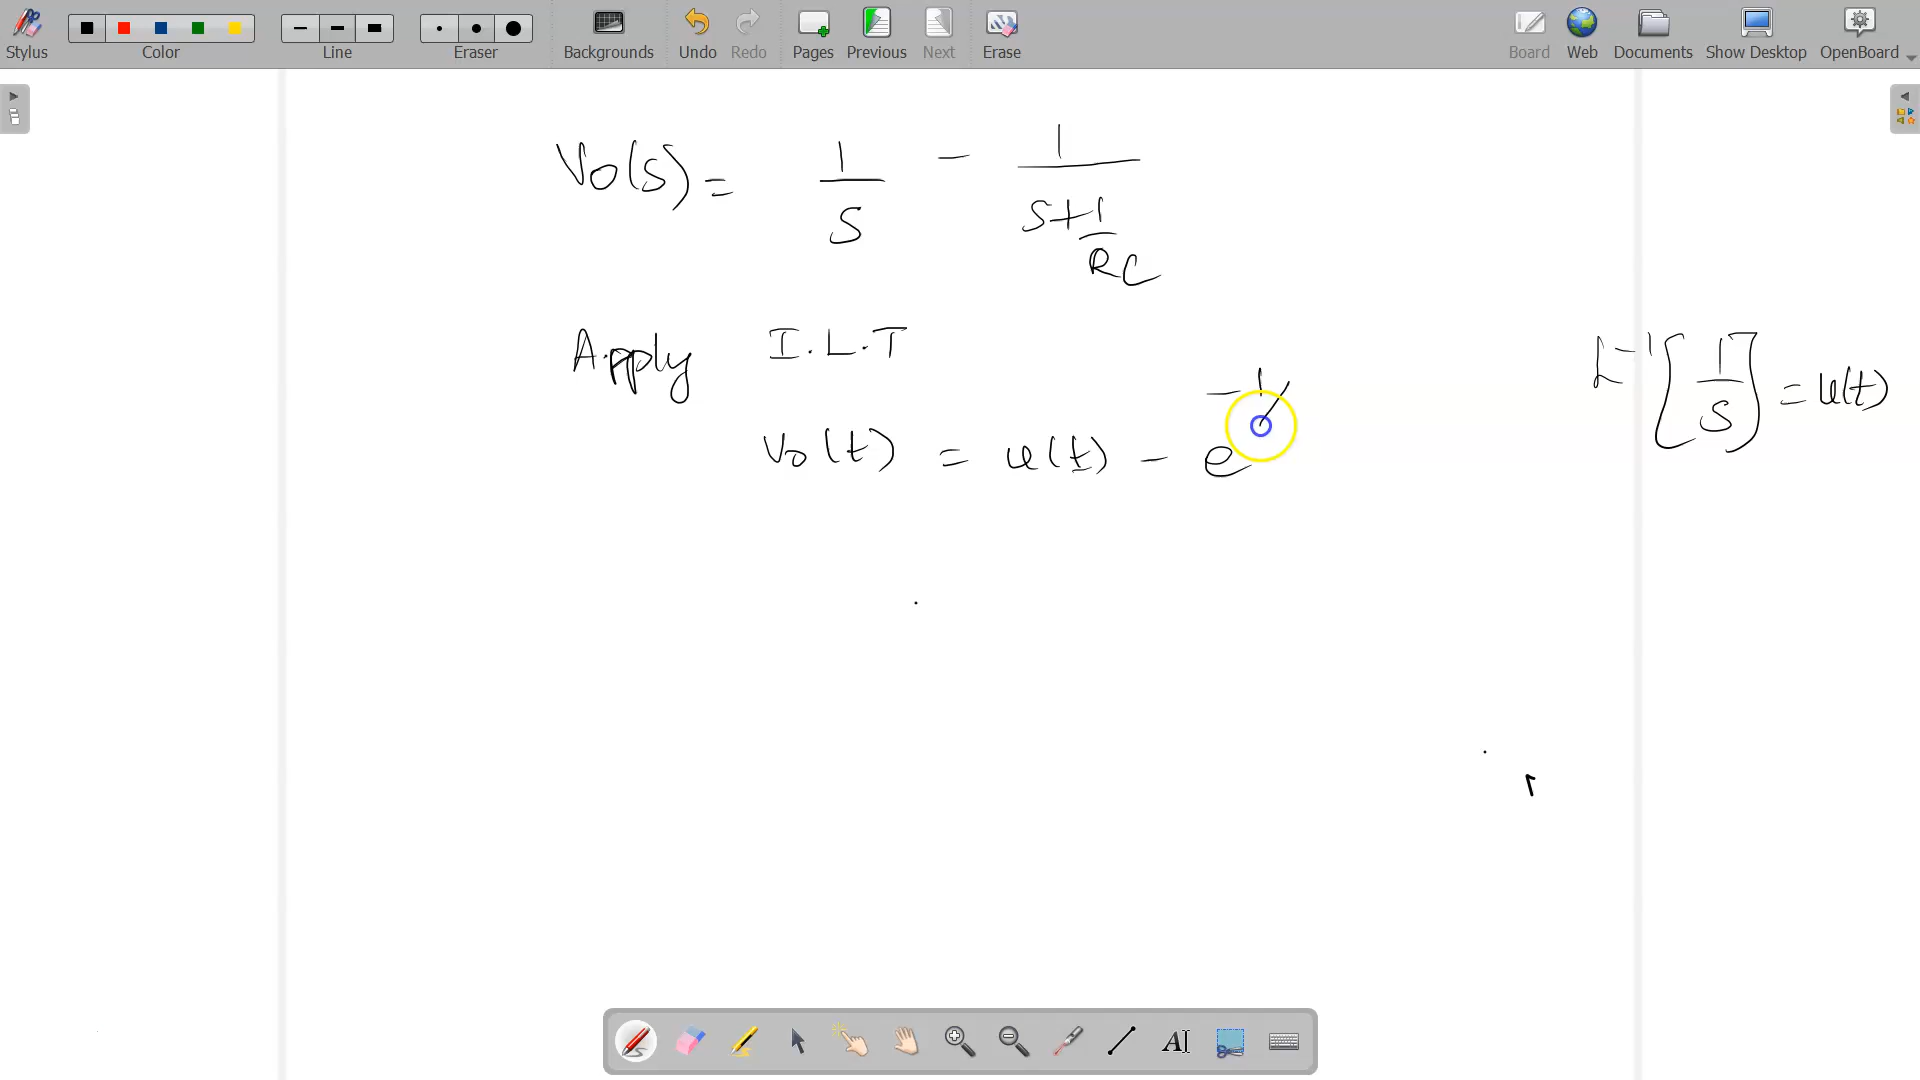 Stylus Color Line Eraser Backgrounds Undo Redo Pages Previous Next Erase Board Web Documents Show Desktop OpenBoard
Vo(s) = 1/s - 1/(s+1/RC)
Apply I.L.T
L^-1 [1/s] = u(t)
Vo(t) = u(t) - e^-1/